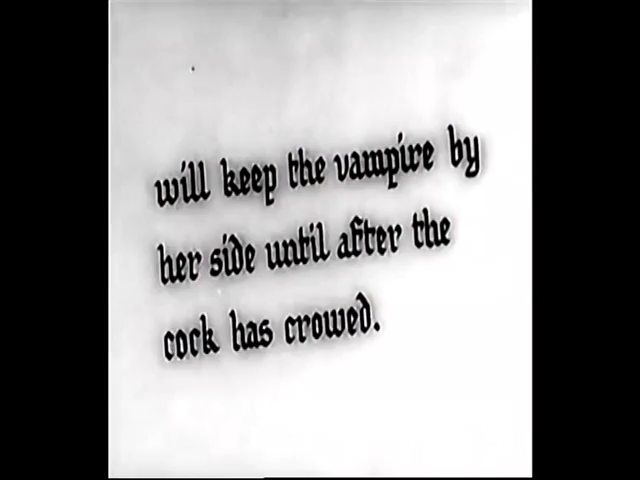 will keep the vampire by
her side until after the
cock has crowed.